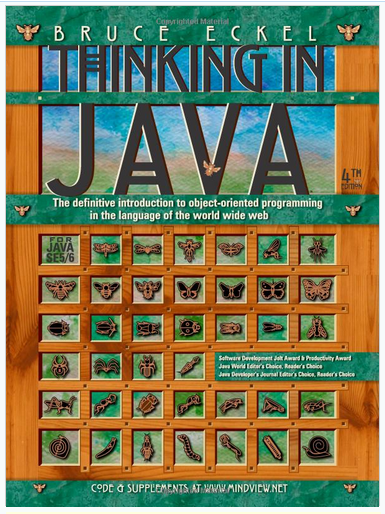 Copyrighted Material
BRUCE ECKEL
THINKING IN
JAVA
4TH
EDITION
The definitive introduction to object-oriented programming
in the language of the world wide web
FOR
JAVA
SE5/6
Software Development Jolt Award & Productivity Award
Java World Editor's Choice, Reader's Choice
Java Developer's Journal Editor's Choice, Reader's Choice
CODE & SUPPLEMENTS AT WWW.MINDVIEW.NET